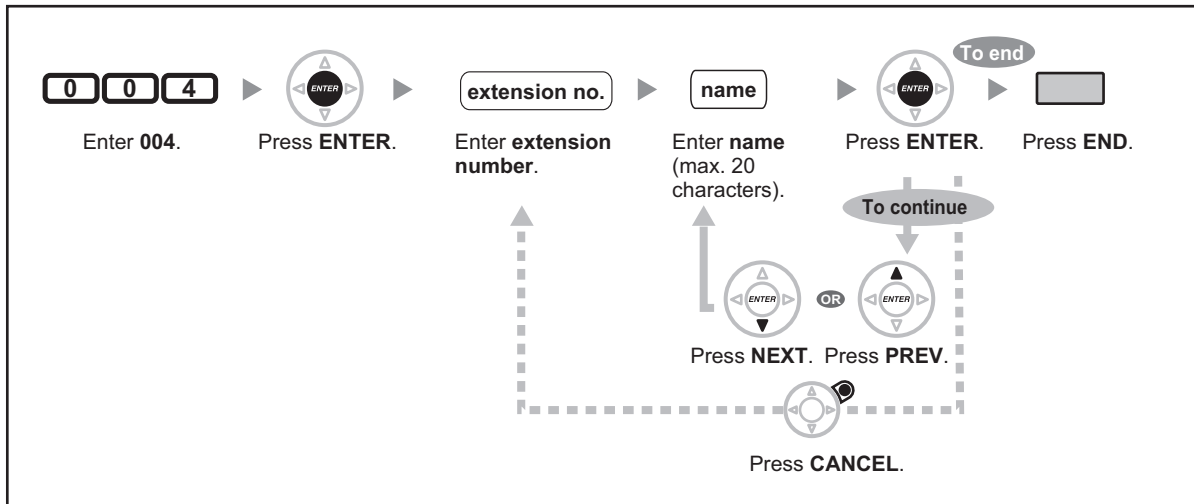 To end
0 0 4
ENTER
extension no.
name
ENTER
Enter 004.
Press ENTER.
Enter extension
number.
Enter name
(max. 20
characters).
Press ENTER.
Press END.
To continue
ENTER
OR
ENTER
Press NEXT.
Press PREV.
Press CANCEL.